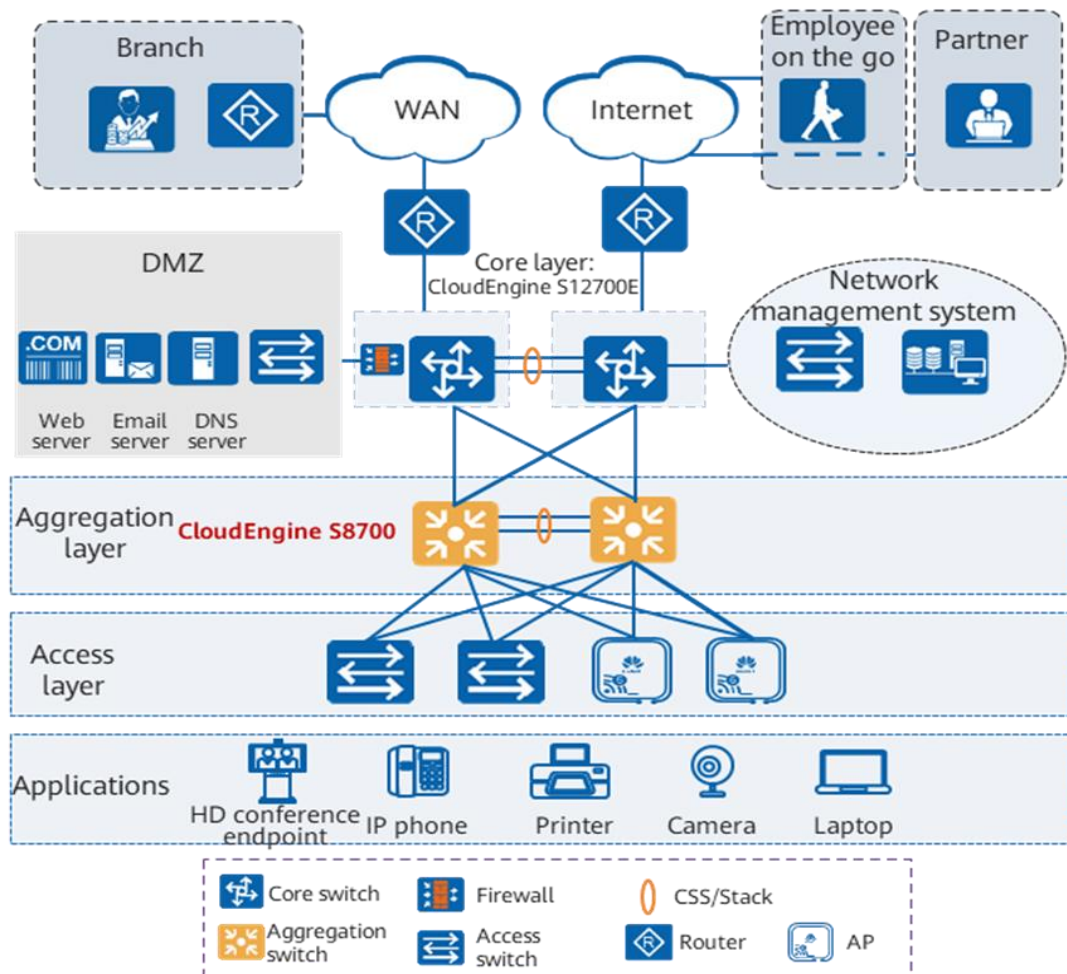 Branch
WAN
Internet
Employee
on the go
Partner
R
R
R
DMZ
Core layer:
CloudEngine S12700E
Network
management system
.COM
Web
server
Email
server
DNS
server
Aggregation
layer
CloudEngine S8700
Access
layer
Applications
HD conference
endpoint
IP phone
Printer
Camera
Laptop
Core switch
Firewall
CSS/Stack
Aggregation
switch
Access
switch
R
Router
AP